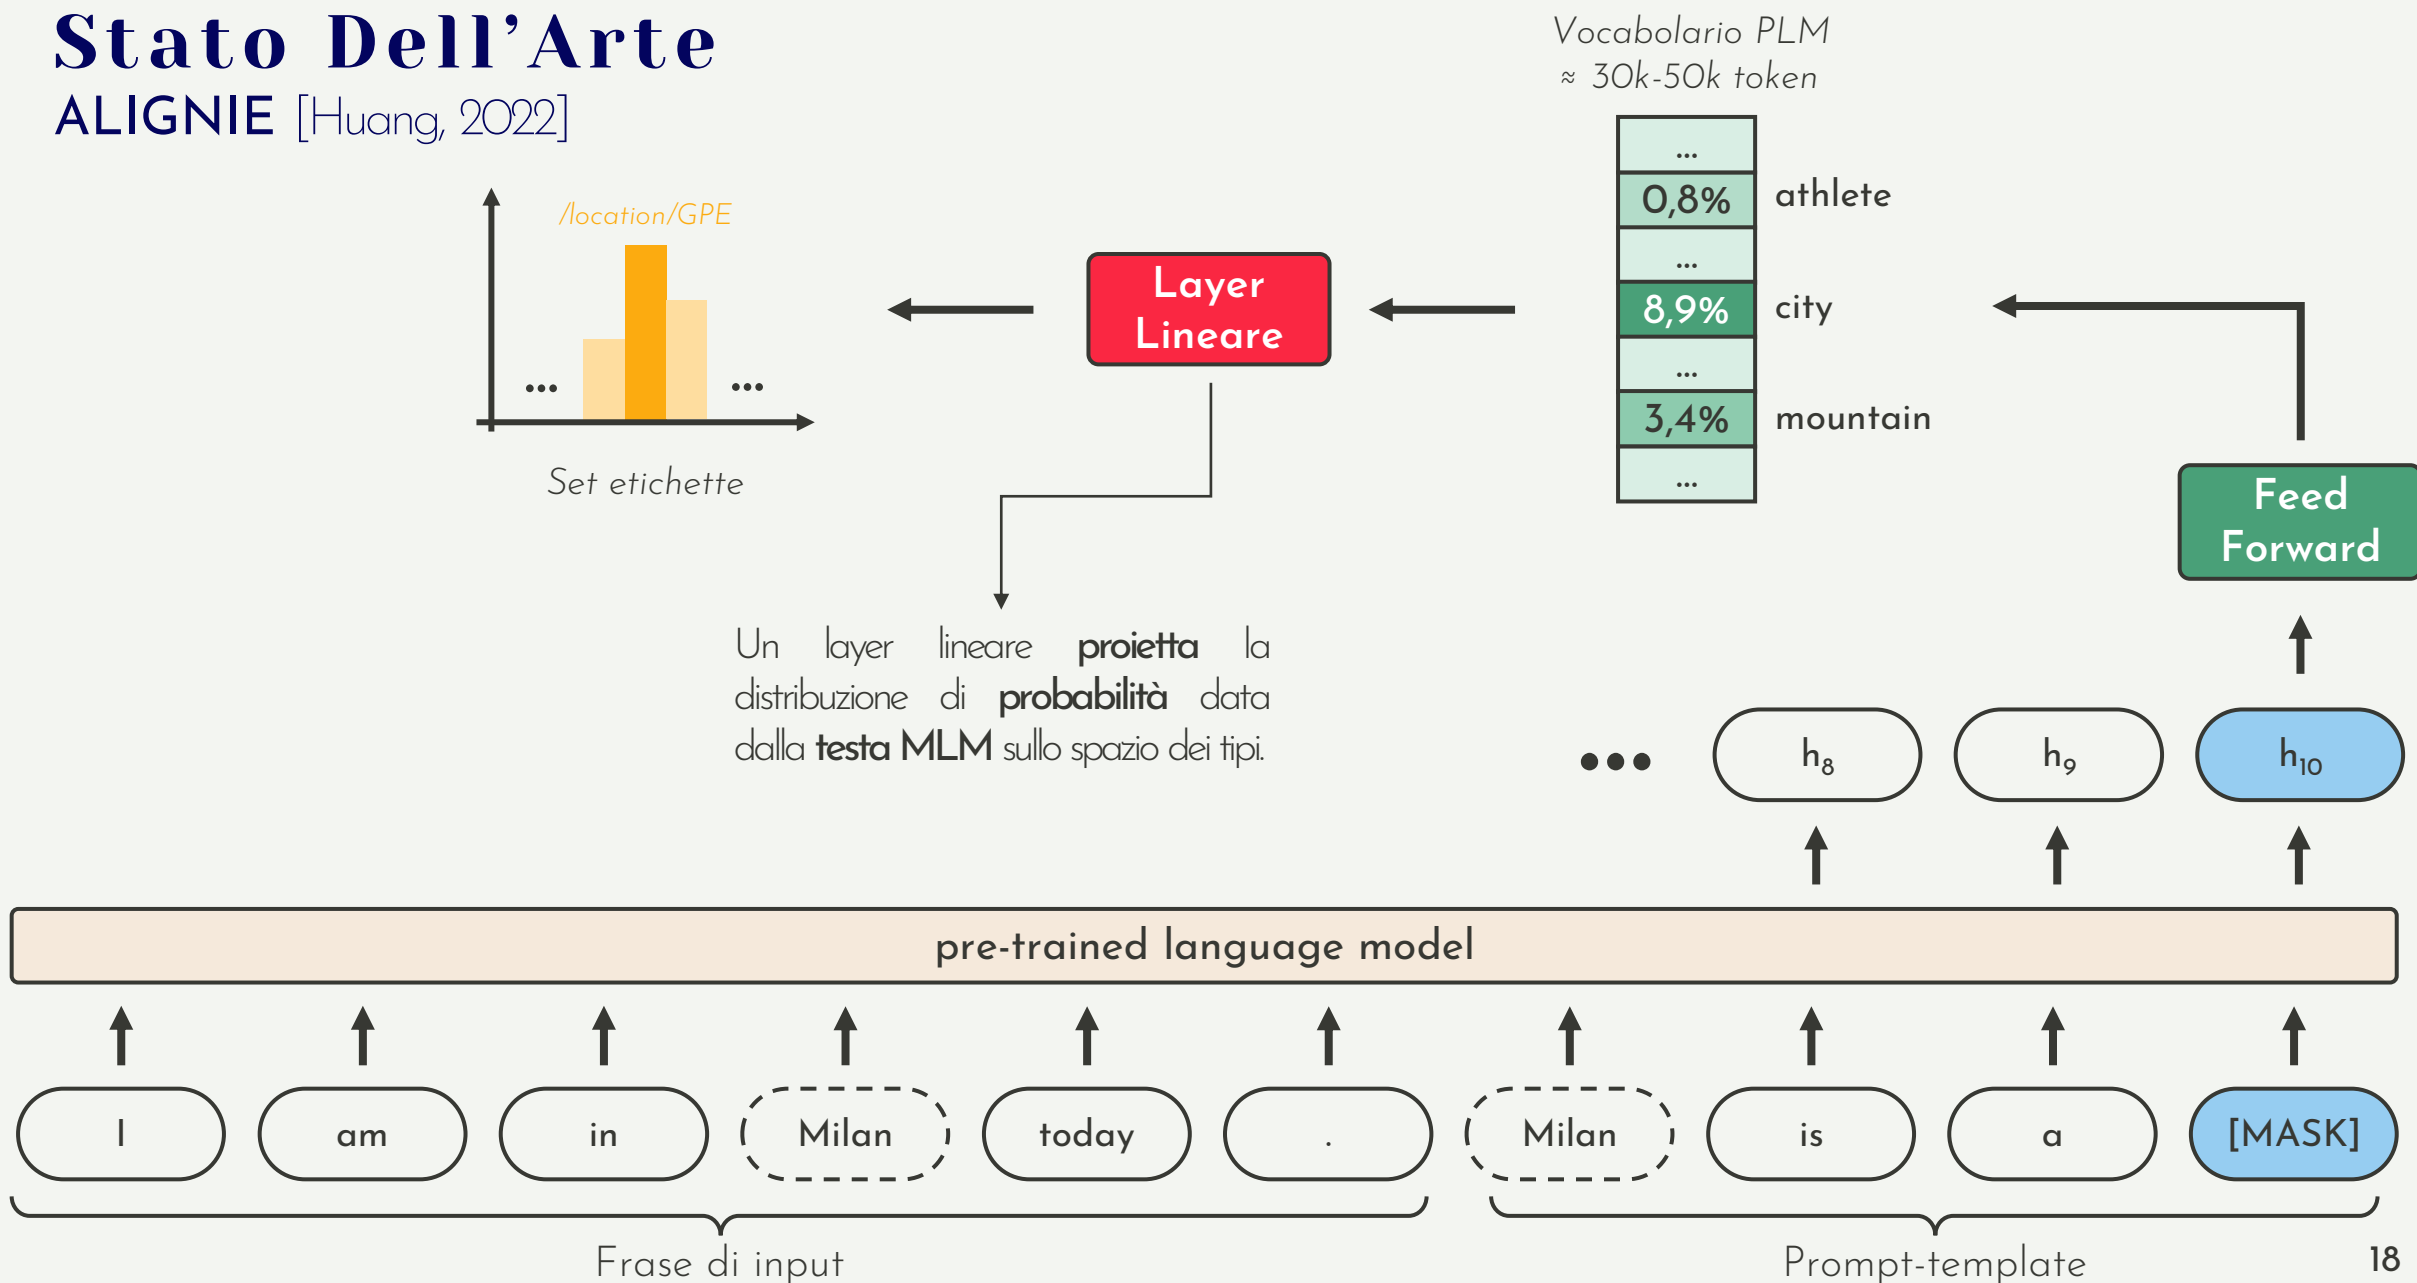 Stato Dell'Arte
ALIGNIE [Huang, 2022]
Vocabolario PLM
≈ 30k-50k token
...
0,8% athlete
...
8,9% city
...
3,4% mountain
...
/location/GPE
... ...
Set etichette
Layer
Lineare
Feed
Forward
Un layer lineare proietta la
distribuzione di probabilità data
dalla testa MLM sullo spazio dei tipi.
... h₈ h₉ h₁₀
pre-trained language model
I am in Milan today . Milan is a [MASK]
Frase di input Prompt-template
18